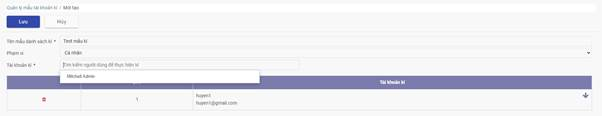 Quản lý mẫu tài khoản kí / Mới tạo
Lưu Hủy
Tên mẫu danh sách kí * Test mẫu kí
Phạm vi Cá nhân
Tài khoản kí * Tìm kiếm người dùng để thực hiện kí
Mitchell Admin
Tài khoản kí
1 huyen1
huyen1@gmail.com